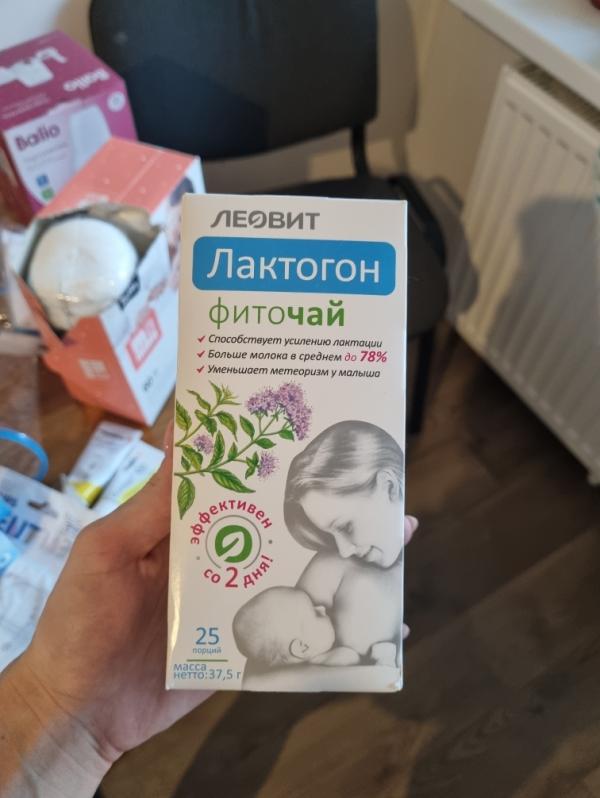 Balio
ЛЕОВИТ
Лактогон
фиточай
Способствует усилению лактации
Больше молока в среднем до 78%
Уменьшает метеоризм у малыша
эффективен
со 2 дня!
25
порций
масса
нетто:37,5 г